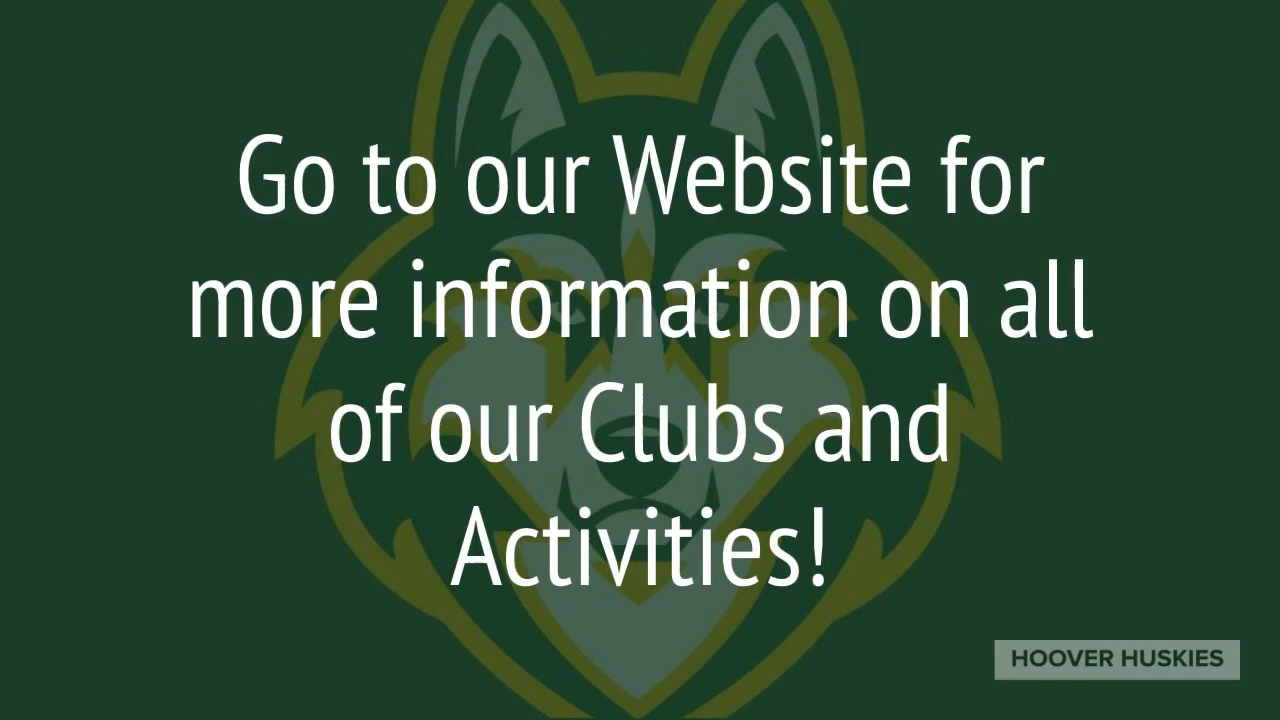 Go to our Website for
more information on all
of our Clubs and
Activities!
HOOVER HUSKIES